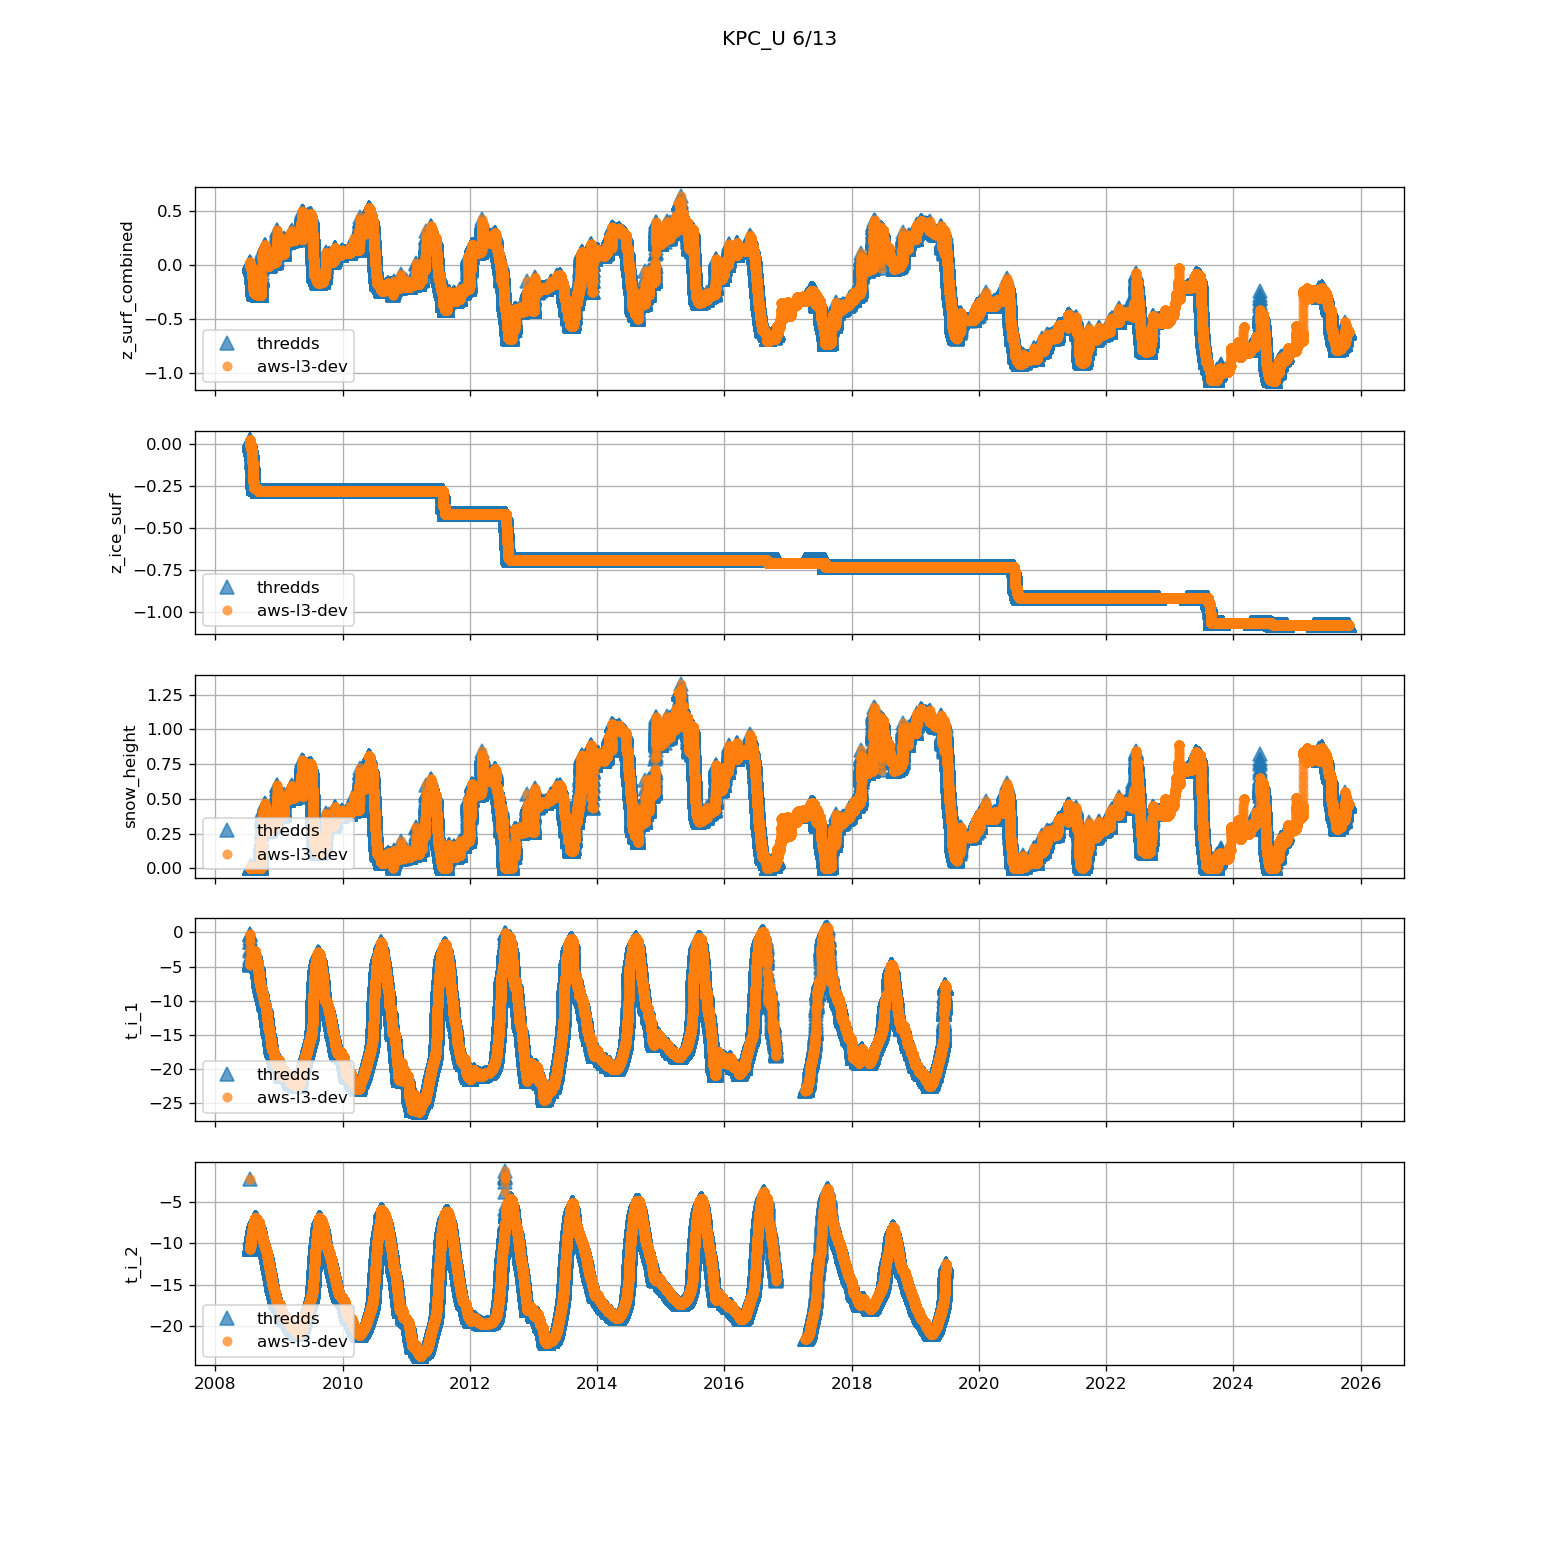 KPC_U 6/13
z_surf_combined
0.5
0.0
−0.5
−1.0
thredds
aws-l3-dev
z_ice_surf
0.00
−0.25
−0.50
−0.75
−1.00
thredds
aws-l3-dev
snow_height
1.25
1.00
0.75
0.50
0.25
0.00
thredds
aws-l3-dev
t_i_1
0
−5
−10
−15
−20
−25
thredds
aws-l3-dev
t_i_2
−5
−10
−15
−20
thredds
aws-l3-dev
2008 2010 2012 2014 2016 2018 2020 2022 2024 2026